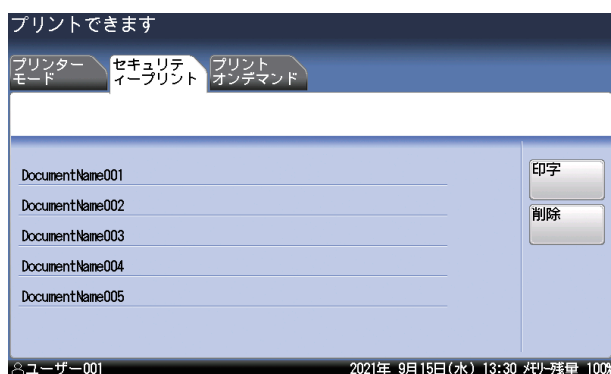 プリントできます
プリンター
モード
セキュリテ
ィープリント
プリント
オンデマンド
DocumentName001
印字
DocumentName002
削除
DocumentName003
DocumentName004
DocumentName005
ユーザー001 2021年 9月15日(水) 13:30 メモリー残量 100%